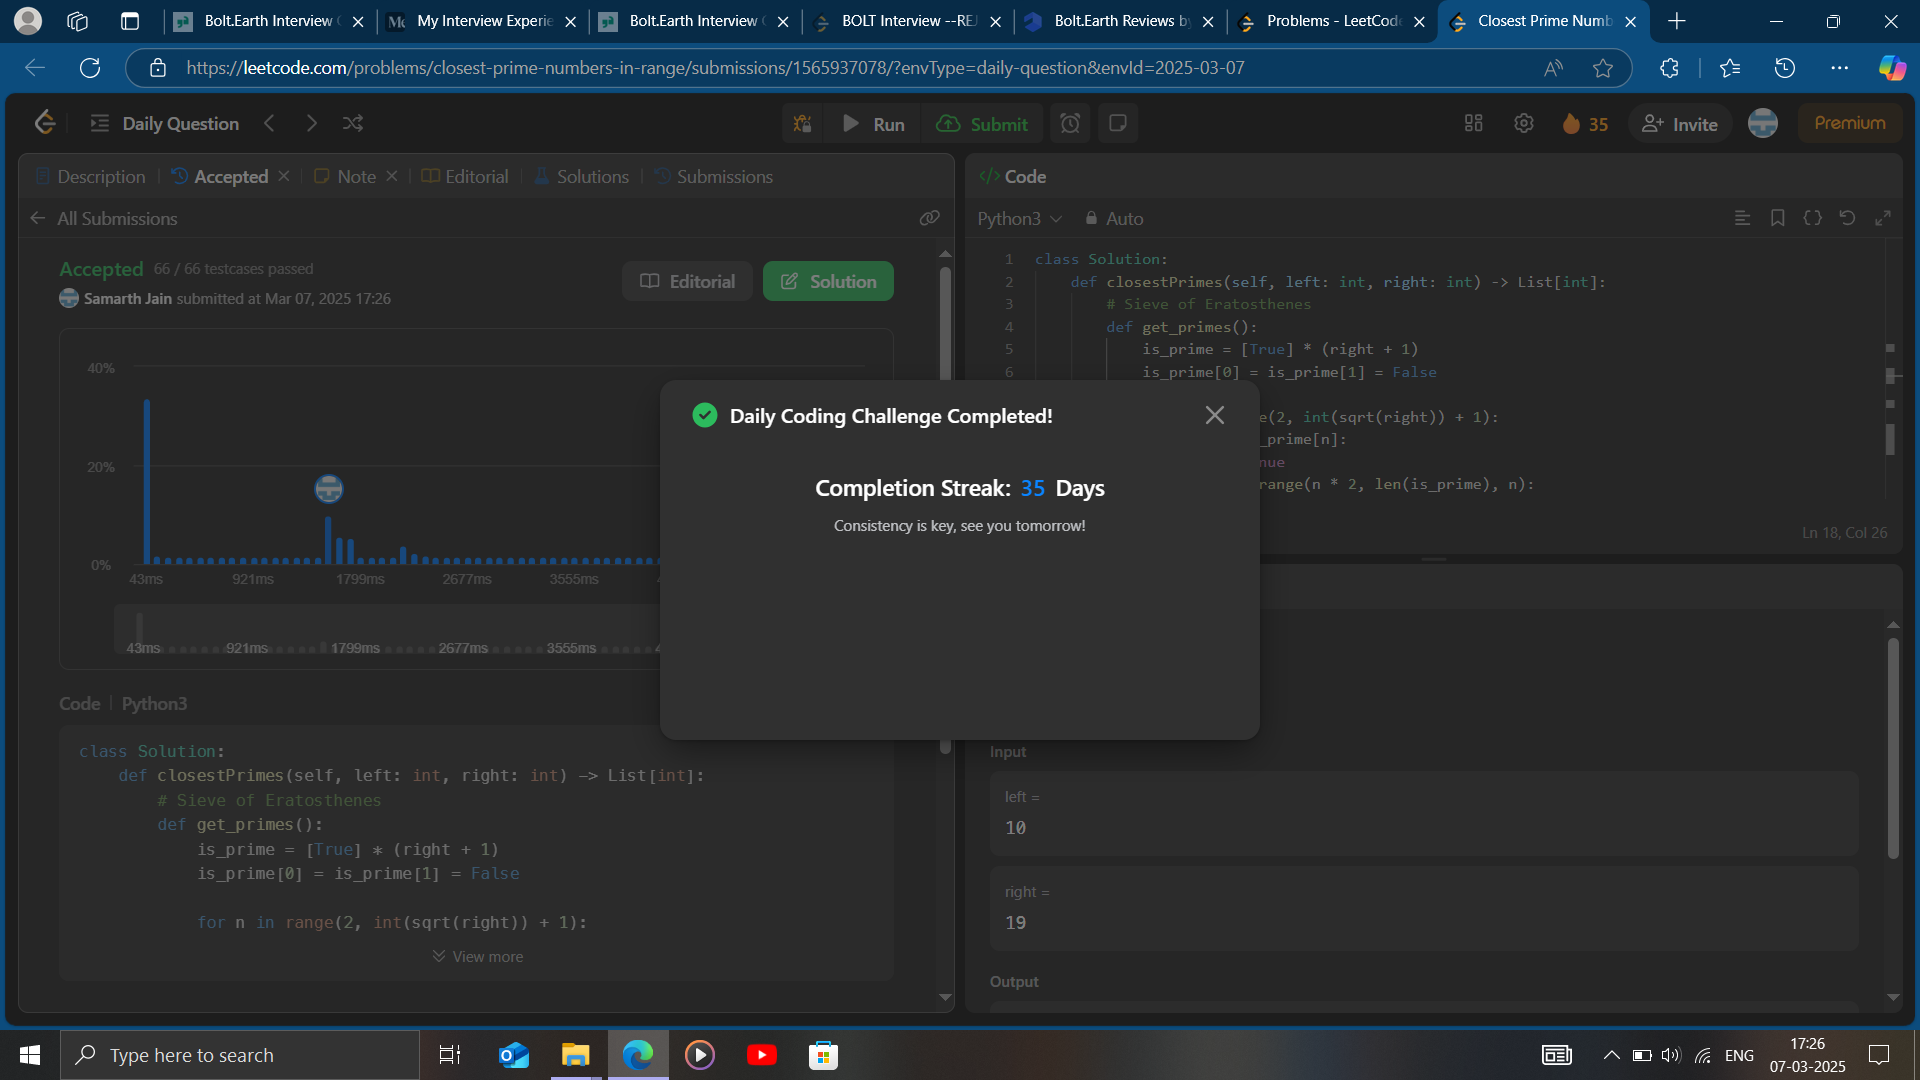 Bolt.Earth Interview
My Interview Experie
Bolt.Earth Interview
BOLT Interview --REJ
Bolt.Earth Reviews by
Problems - LeetCode
Closest Prime Numb
https://leetcode.com/problems/closest-prime-numbers-in-range/submissions/1565937078/?envType=daily-question&envId=2025-03-07
Daily Question
Run
Submit
35
Invite
Premium
Description
Accepted
Note
Editorial
Solutions
Submissions
All Submissions
Accepted 66 / 66 testcases passed
Samarth Jain submitted at Mar 07, 2025 17:26
Editorial
Solution
40%
20%
0%
43ms 921ms 1799ms 2677ms 3555ms
43ms 921ms 1799ms 2677ms 3555ms
Code | Python3
class Solution:
def closestPrimes(self, left: int, right: int) -> List[int]:
# Sieve of Eratosthenes
def get_primes():
is_prime = [True] * (right + 1)
is_prime[0] = is_prime[1] = False
for n in range(2, int(sqrt(right)) + 1):
View more
Daily Coding Challenge Completed!
Completion Streak: 35 Days
Consistency is key, see you tomorrow!
</> Code
Python3
Auto
1 class Solution:
2 def closestPrimes(self, left: int, right: int) -> List[int]:
3 # Sieve of Eratosthenes
4 def get_primes():
5 is_prime = [True] * (right + 1)
6 is_prime[0] = is_prime[1] = False
e(2, int(sqrt(right)) + 1):
_prime[n]:
nue
range(n * 2, len(is_prime), n):
Ln 18, Col 26
Input
left =
10
right =
19
Output
Type here to search
ENG
17:26
07-03-2025